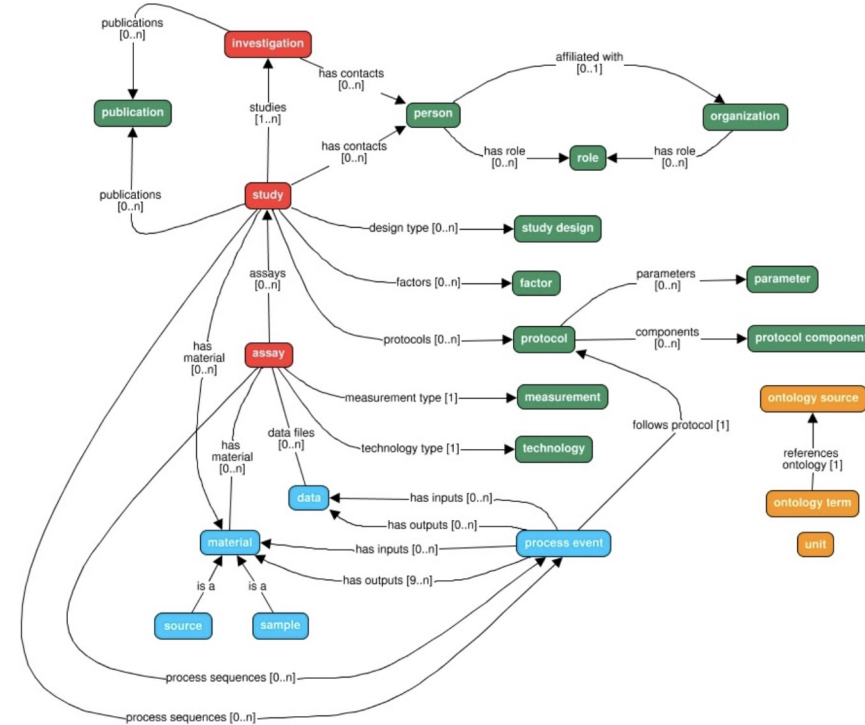 publications
[0..n]
investigation
has contacts
[0..n]
affiliated with
[0..1]
publication
studies
[1..n]
person
organization
has contacts
[0..n]
has role
[0..n]
role
has role
[0..n]
publications
[0..n]
study
design type [0..n]
study design
assays
[0..n]
factors [0..n]
factor
parameters
[0..n]
parameter
protocols [0..n]
protocol
components
[0..n]
protocol component
has
material
[0..n]
assay
measurement type [1]
measurement
ontology source
follows protocol [1]
data files
[0..n]
has
material
[0..n]
technology type [1]
technology
references
ontology [1]
data
has inputs [0..n]
ontology term
has outputs [0..n]
material
has inputs [0..n]
process event
unit
is a
is a
has outputs [9..n]
source
sample
process sequences [0..n]
process sequences [0..n]